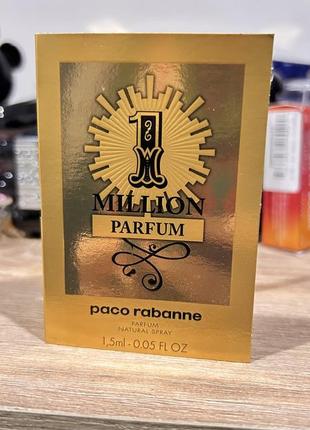 1
MILLION
PARFUM
paco rabanne
PARFUM
NATURAL SPRAY
1,5ml - 0.05 FL OZ